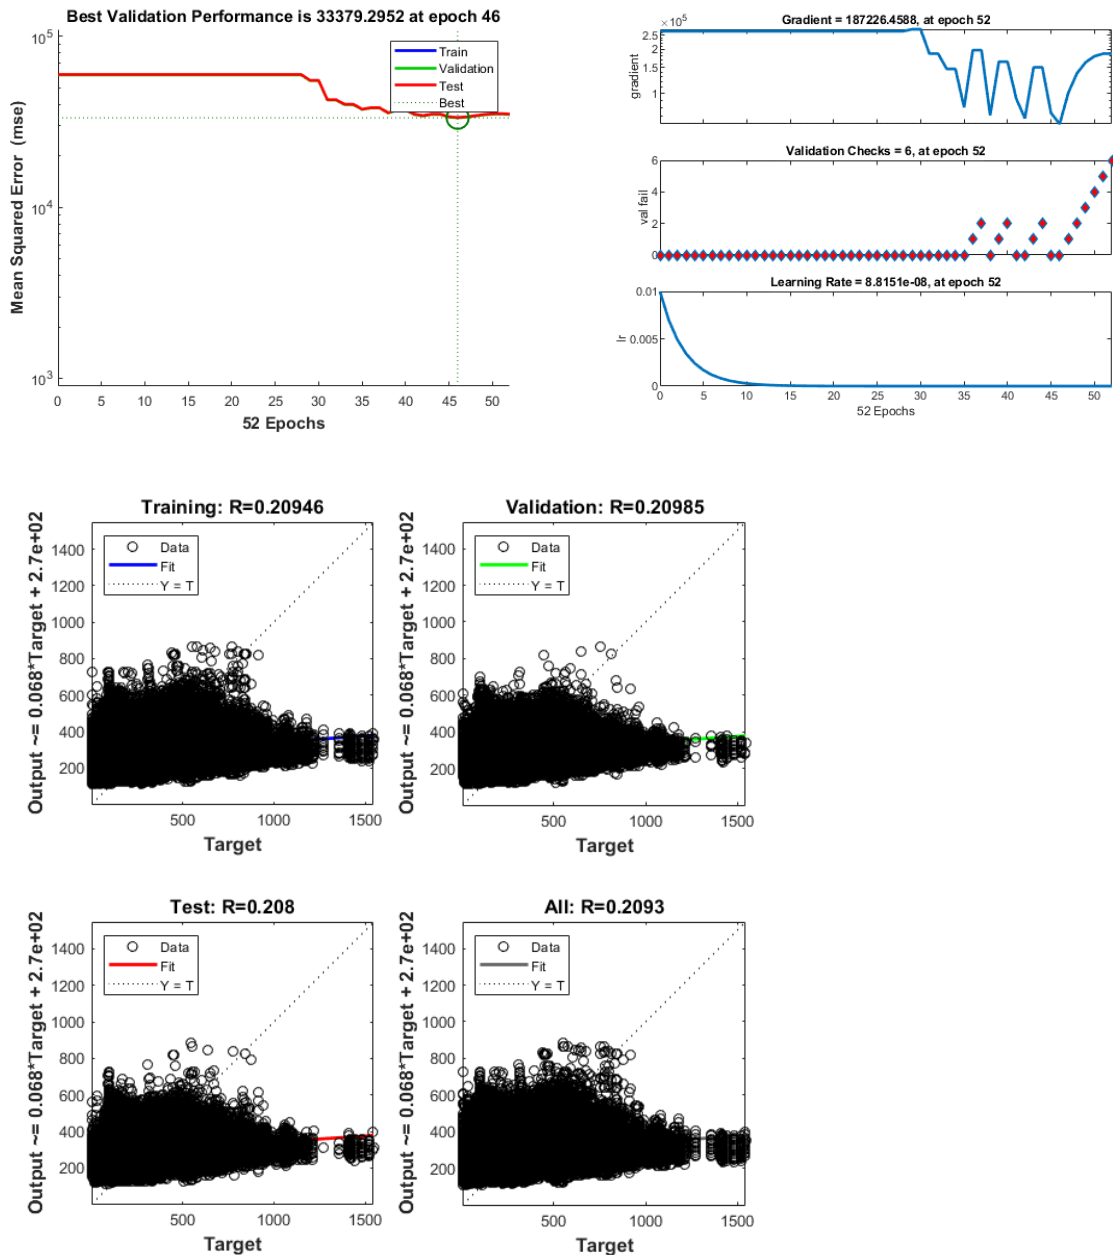 Best Validation Performance is 33379.2952 at epoch 46
Mean Squared Error (mse)
10^5
10^4
10^3
Train
Validation
Test
Best
0 5 10 15 20 25 30 35 40 45 50
52 Epochs
×10^5
Gradient = 187226.4588, at epoch 52
gradient
2.5
2
1.5
1
Validation Checks = 6, at epoch 52
val fail
6
4
2
0
Learning Rate = 8.8151e-08, at epoch 52
lr
0.01
0.005
0
0 5 10 15 20 25 30 35 40 45 50
52 Epochs
Training: R=0.20946
Output ~= 0.068*Target + 2.7e+02
1400
1200
1000
800
600
400
200
Data
Fit
Y = T
500 1000 1500
Target
Validation: R=0.20985
Output ~= 0.068*Target + 2.7e+02
1400
1200
1000
800
600
400
200
Data
Fit
Y = T
500 1000 1500
Target
Test: R=0.208
Output ~= 0.068*Target + 2.7e+02
1400
1200
1000
800
600
400
200
Data
Fit
Y = T
500 1000 1500
Target
All: R=0.2093
Output ~= 0.068*Target + 2.7e+02
1400
1200
1000
800
600
400
200
Data
Fit
Y = T
500 1000 1500
Target